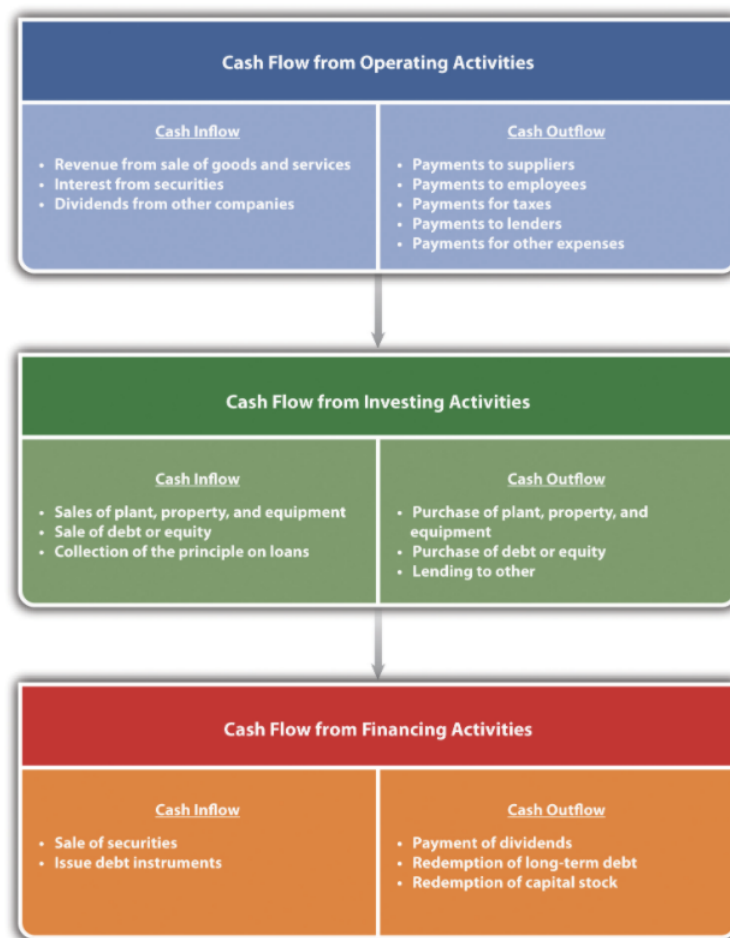 Cash Flow from Operating Activities
Cash Inflow
• Revenue from sale of goods and services
• Interest from securities
• Dividends from other companies
Cash Outflow
• Payments to suppliers
• Payments to employees
• Payments for taxes
• Payments to lenders
• Payments for other expenses
Cash Flow from Investing Activities
Cash Inflow
• Sales of plant, property, and equipment
• Sale of debt or equity
• Collection of the principle on loans
Cash Outflow
• Purchase of plant, property, and
equipment
• Purchase of debt or equity
• Lending to other
Cash Flow from Financing Activities
Cash Inflow
• Sale of securities
• Issue debt instruments
Cash Outflow
• Payment of dividends
• Redemption of long-term debt
• Redemption of capital stock